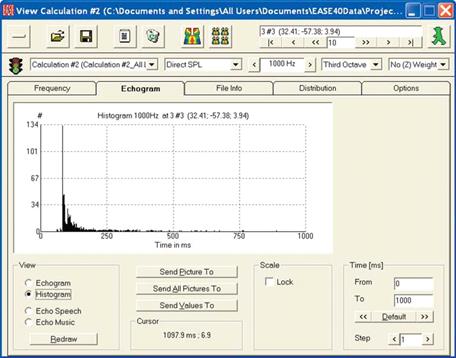 View Calculation #2 (C:\Documents and Settings\All Users\Documents\EASE40Data\Projec...
3 #3 (32.41; -57.38; 3.94)
|< < << 10 >> > >|
Calculation #2 (Calculation #2_All L Direct SPL < 1000 Hz > Third Octave No (Z) Weight
Frequency Echogram File Info Distribution Options
# Histogram 1000Hz at 3 #3 (32.41; -57.38; 3.94)
134
101
67
34
0
0 250 500 750 1000
Time in ms
View
Echogram
Histogram
Echo Speech
Echo Music
Redraw
Send Picture To
Send All Pictures To
Send Values To
Cursor
1097.9 ms ; 6.9
Scale
Lock
Time [ms]
From 0
To 1000
<< Default >>
Step < 1 >